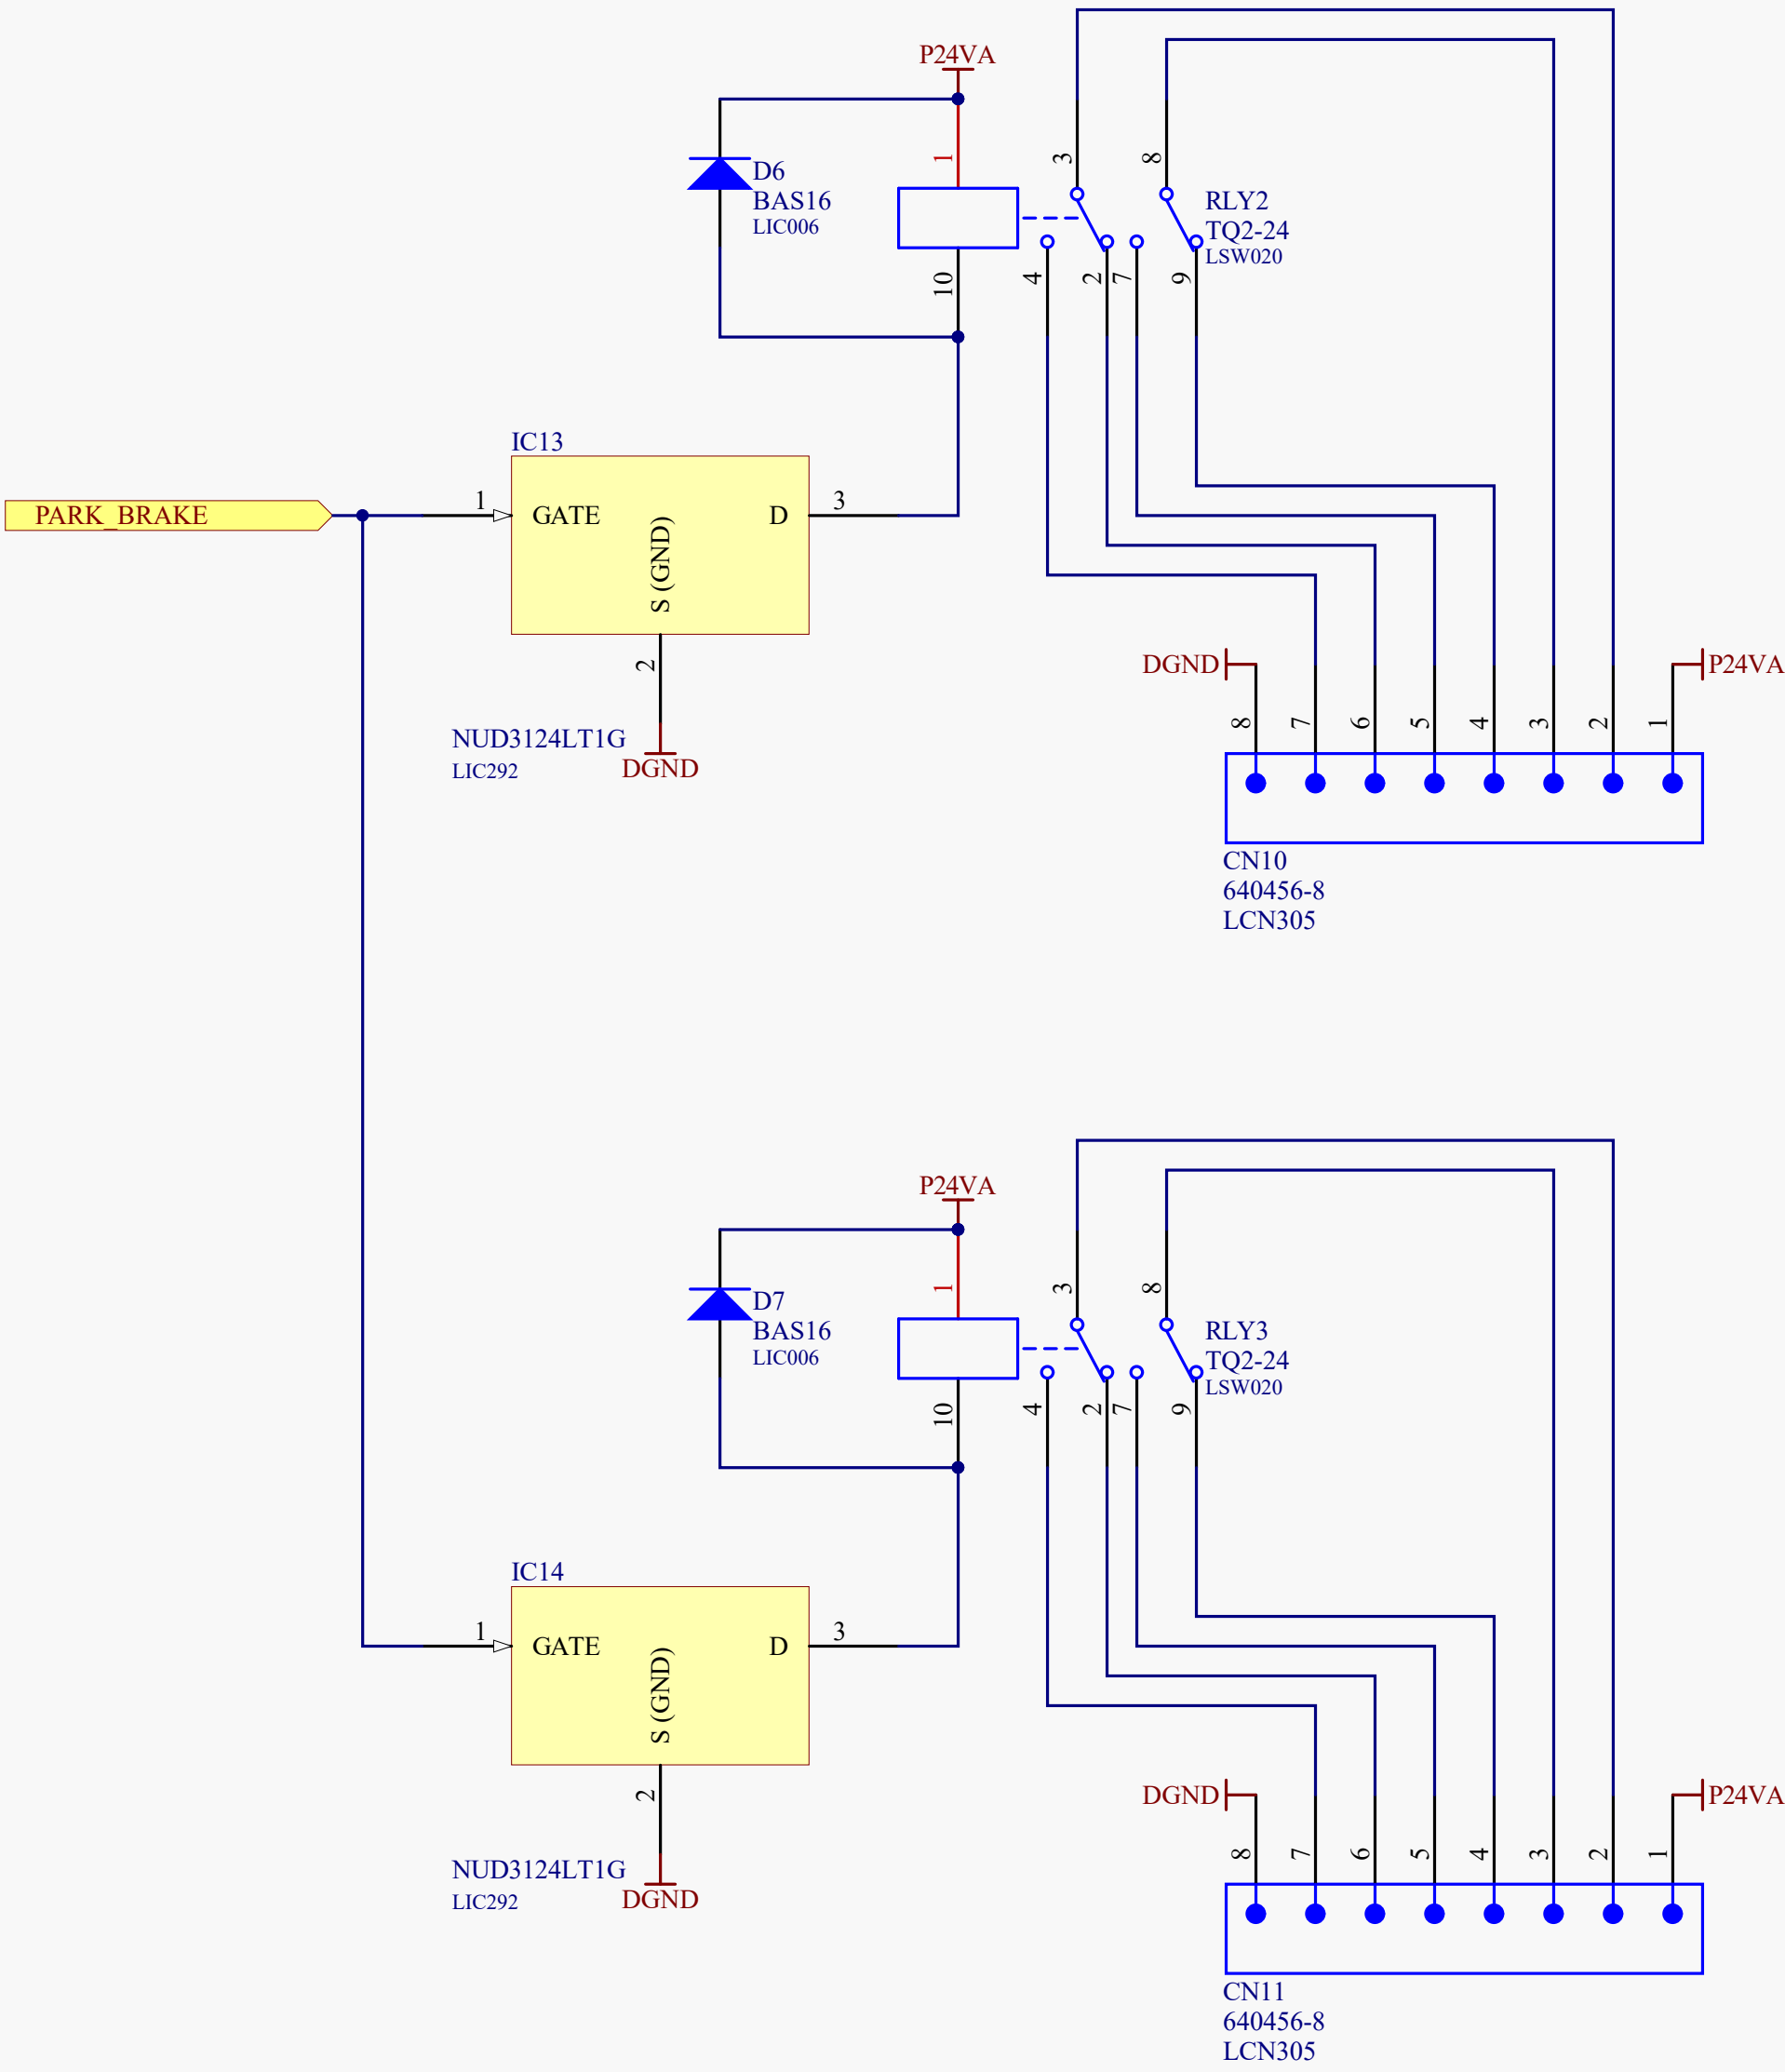 P24VA
D6
BAS16
LIC006
1
10
3
8
4
2
7
9
RLY2
TQ2-24
LSW020
IC13
PARK_BRAKE
1
GATE
D
3
S (GND)
2
NUD3124LT1G
LIC292
DGND
DGND
P24VA
8
7
6
5
4
3
2
1
CN10
640456-8
LCN305
P24VA
D7
BAS16
LIC006
1
10
3
8
4
2
7
9
RLY3
TQ2-24
LSW020
IC14
1
GATE
D
3
S (GND)
2
NUD3124LT1G
LIC292
DGND
DGND
P24VA
8
7
6
5
4
3
2
1
CN11
640456-8
LCN305